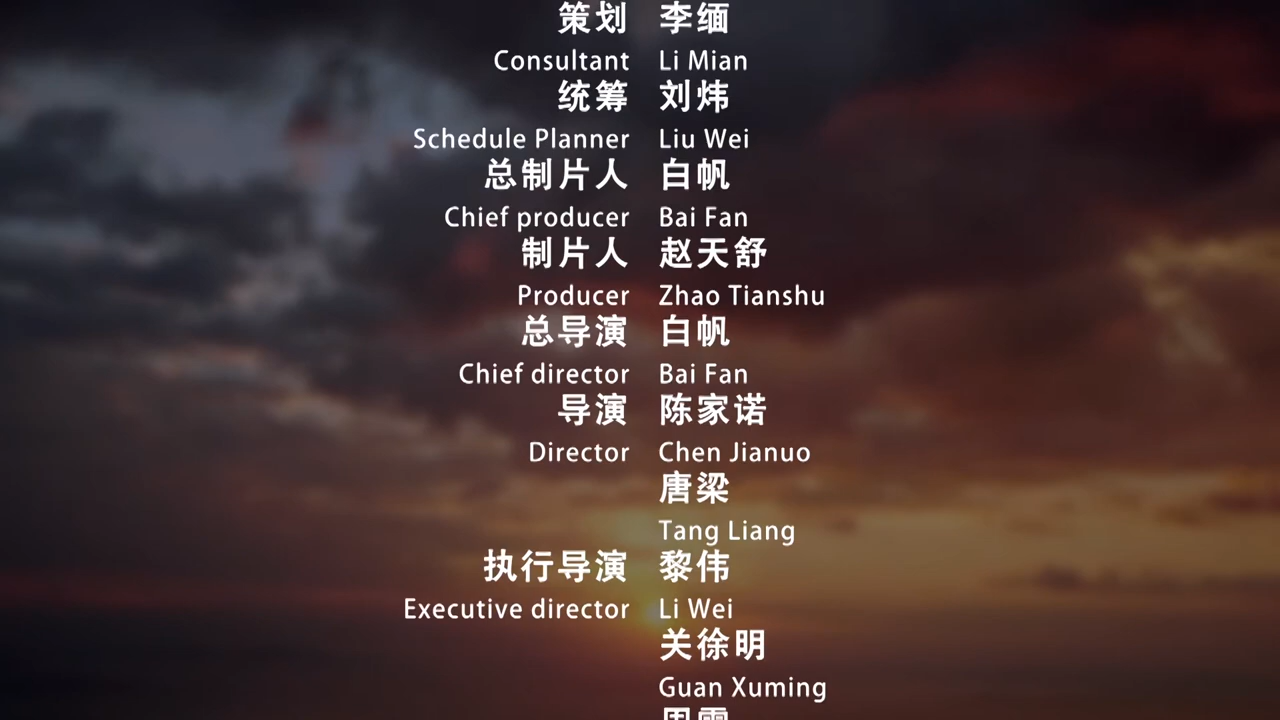 策划 李缅
Consultant Li Mian
统筹 刘炜
Schedule Planner Liu Wei
总制片人 白帆
Chief producer Bai Fan
制片人 赵天舒
Producer Zhao Tianshu
总导演 白帆
Chief director Bai Fan
导演 陈家诺
Director Chen Jianuo
唐梁
Tang Liang
执行导演 黎伟
Executive director Li Wei
关徐明
Guan Xuming